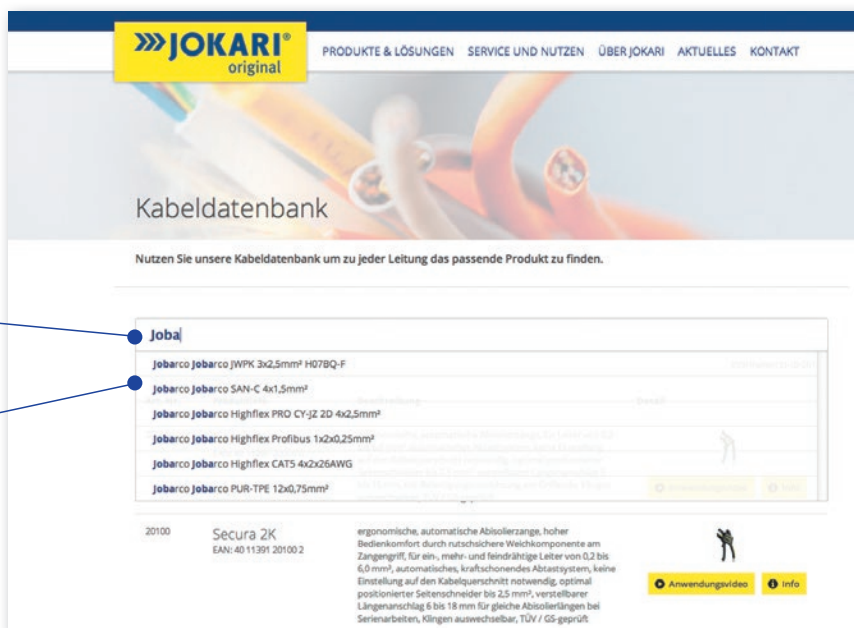 »»JOKARI®
original
PRODUKTE & LÖSUNGEN SERVICE UND NUTZEN ÜBER JOKARI AKTUELLES KONTAKT
Kabeldatenbank
Nutzen Sie unsere Kabeldatenbank um zu jeder Leitung das passende Produkt zu finden.
Joba
Jobarco Jobarco JWPK 3x2,5mm² H07BQ-F
Jobarco Jobarco SAN-C 4x1,5mm²
Jobarco Jobarco Highflex PRO CY-JZ 2D 4x2,5mm²
Jobarco Jobarco Highflex Profibus 1x2x0,25mm²
Jobarco Jobarco Highflex CAT5 4x2x26AWG
Jobarco Jobarco PUR-TPE 12x0,75mm²
Anwendungsvideo Info
20100 Secura 2K
EAN: 40 11391 20100 2
ergonomische, automatische Abisolierzange, hoher
Bedienkomfort durch rutschsichere Weichkomponente am
Zangengriff, für ein-, mehr- und feindrähtige Leiter von 0,2 bis
6,0 mm², automatisches, kraftschonendes Abtastsystem, keine
Einstellung auf den Kabelquerschnitt notwendig, optimal
positionierter Seitenschneider bis 2,5 mm², verstellbarer
Längenanschlag 6 bis 18 mm für gleiche Abisolierlängen bei
Serienarbeiten, Klingen auswechselbar, TÜV / GS-geprüft
Anwendungsvideo Info